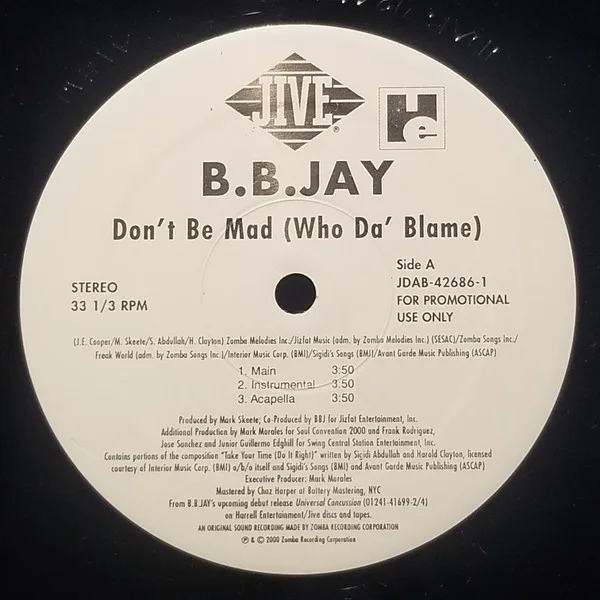 JIVE
®
He
B.B.JAY
Don't Be Mad (Who Da' Blame)
STEREO
33 1/3 RPM
Side A
JDAB-42686-1
FOR PROMOTIONAL
USE ONLY
(J.E. Cooper/M. Skeete/S. Abdullah/H. Clayton) Zomba Melodies Inc./Jizfat Music (adm. by Zomba Melodies Inc.) (SESAC)/Zomba Songs Inc./
Freak World (adm. by Zomba Songs Inc.)/Interior Music Corp. (BMI)/Sigidi's Songs (BMI)/Avant Garde Music Publishing (ASCAP)
1. Main 3:50
2. Instrumental 3:50
3. Acapella 3:50
Produced by Mark Skeete; Co-Produced by BBJ for Jizfat Entertainment, Inc.
Additional Production by Mark Morales for Soul Convention 2000 and Frank Rodriguez,
Jose Sanchez and Junior Guillermo Edghill for Swing Central Station Entertainment, Inc.
Contains portions of the composition "Take Your Time (Do It Right)" written by Sigidi Abdullah and Harold Clayton, licensed
courtesy of Interior Music Corp. (BMI) o/b/o itself and Sigidi's Songs (BMI) and Avant Garde Music Publishing (ASCAP)
Executive Producer: Mark Morales
Mastered by Chaz Harper at Battery Mastering, NYC
From B.B.JAY's upcoming debut release Universal Concussion (01241-41699-2/4)
on Harrell Entertainment/Jive discs and tapes.
AN ORIGINAL SOUND RECORDING MADE BY ZOMBA RECORDING CORPORATION
℗ & © 2000 Zomba Recording Corporation